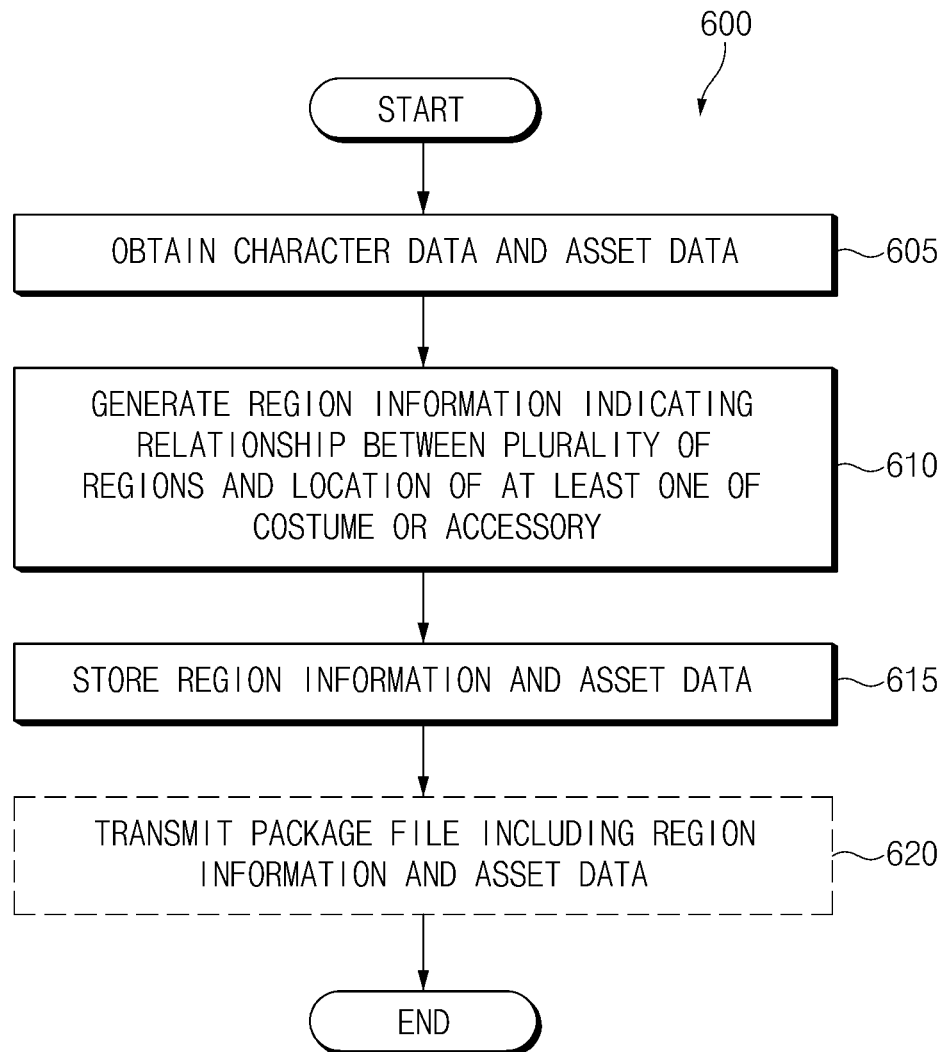 600
START
OBTAIN CHARACTER DATA AND ASSET DATA
605
GENERATE REGION INFORMATION INDICATING
RELATIONSHIP BETWEEN PLURALITY OF
REGIONS AND LOCATION OF AT LEAST ONE OF
COSTUME OR ACCESSORY
610
STORE REGION INFORMATION AND ASSET DATA
615
TRANSMIT PACKAGE FILE INCLUDING REGION
INFORMATION AND ASSET DATA
620
END